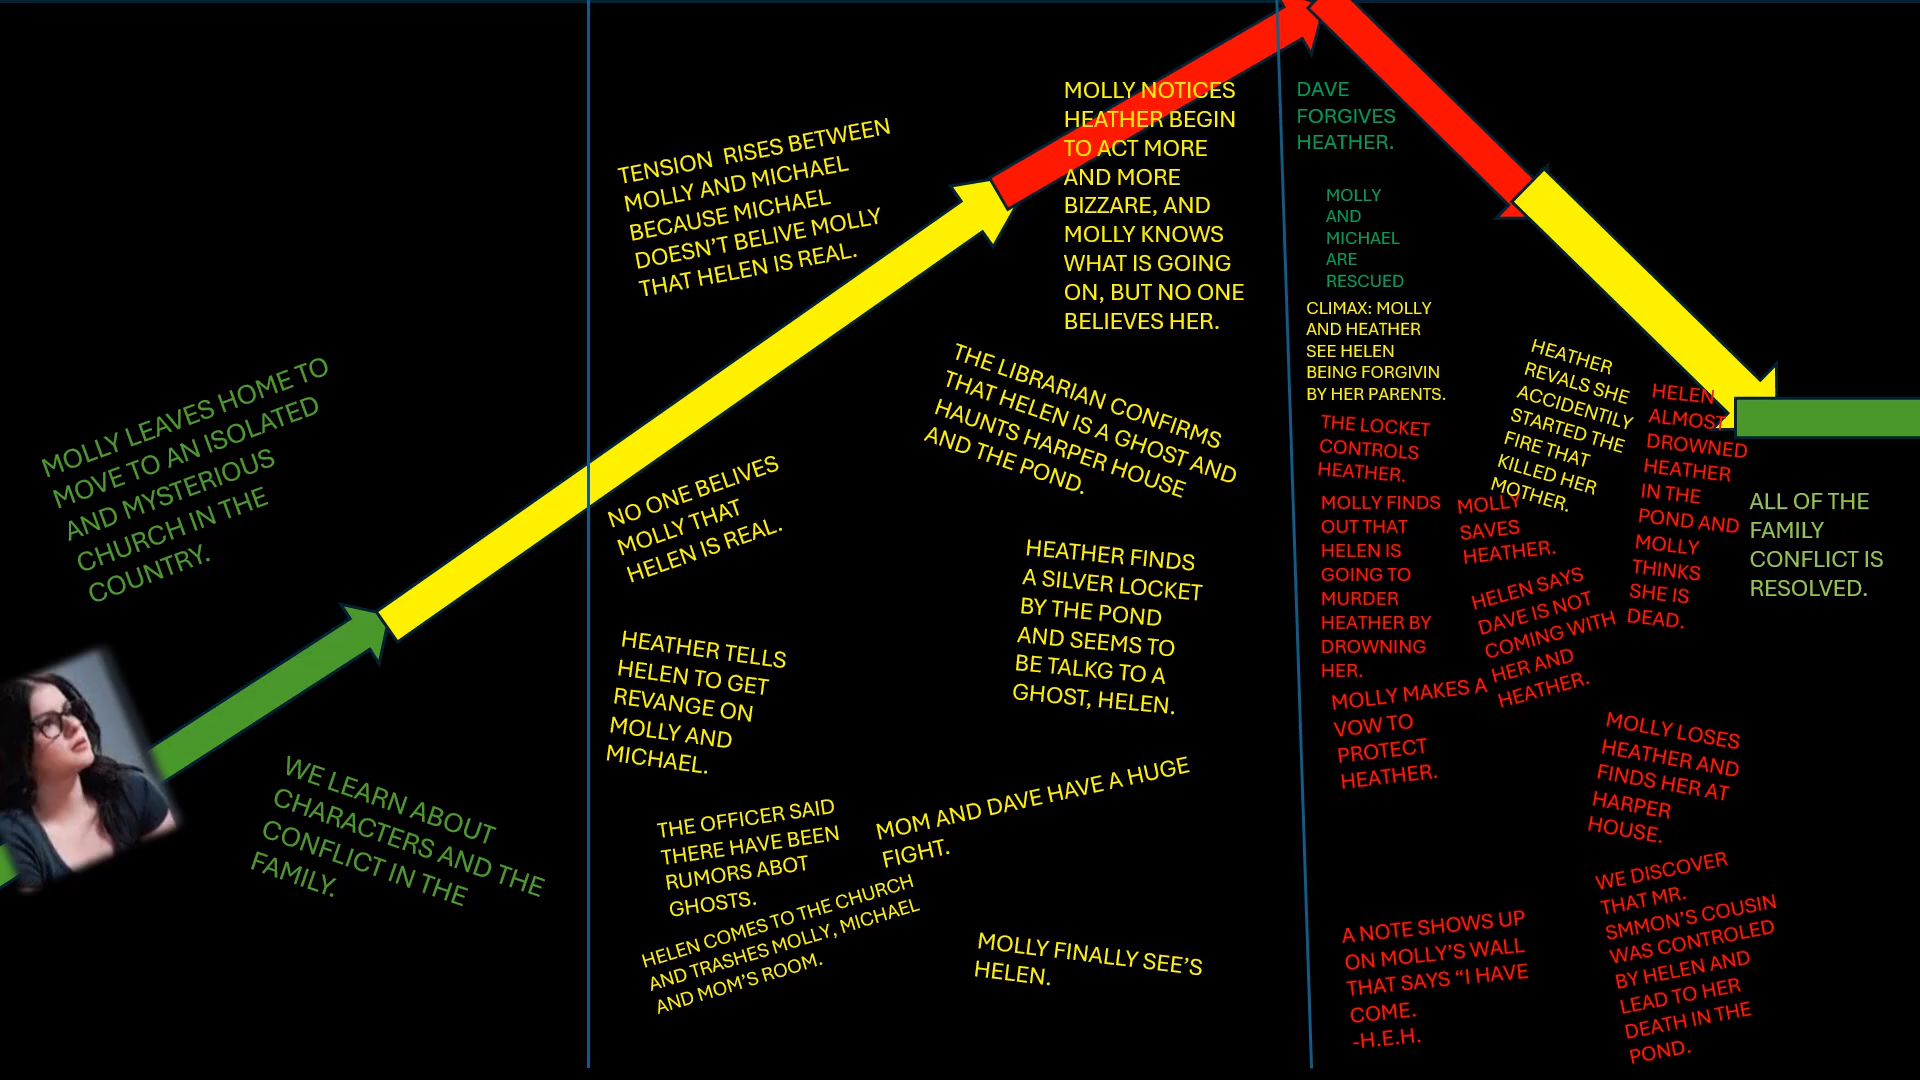 MOLLY LEAVES HOME TO
MOVE TO AN ISOLATED
AND MYSTERIOUS
CHURCH IN THE
COUNTRY.
WE LEARN ABOUT
CHARACTERS AND THE
CONFLICT IN THE
FAMILY.
TENSION  RISES BETWEEN
MOLLY AND MICHAEL
BECAUSE MICHAEL
DOESN'T BELIVE MOLLY
THAT HELEN IS REAL.
NO ONE BELIVES
MOLLY THAT
HELEN IS REAL.
HEATHER TELLS
HELEN TO GET
REVANGE ON
MOLLY AND
MICHAEL.
THE OFFICER SAID
THERE HAVE BEEN
RUMORS ABOT
GHOSTS.
HELEN COMES TO THE CHURCH
AND TRASHES MOLLY, MICHAEL
AND MOM'S ROOM.
MOLLY NOTICES
HEATHER BEGIN
TO ACT MORE
AND MORE
BIZZARE, AND
MOLLY KNOWS
WHAT IS GOING
ON, BUT NO ONE
BELIEVES HER.
THE LIBRARIAN CONFIRMS
THAT HELEN IS A GHOST AND
HAUNTS HARPER HOUSE
AND THE POND.
HEATHER FINDS
A SILVER LOCKET
BY THE POND
AND SEEMS TO
BE TALKG TO A
GHOST, HELEN.
MOM AND DAVE HAVE A HUGE
FIGHT.
MOLLY FINALLY SEE'S
HELEN.
DAVE
FORGIVES
HEATHER.
MOLLY
AND
MICHAEL
ARE
RESCUED
CLIMAX: MOLLY
AND HEATHER
SEE HELEN
BEING FORGIVIN
BY HER PARENTS.
THE LOCKET
CONTROLS
HEATHER.
MOLLY FINDS
OUT THAT
HELEN IS
GOING TO
MURDER
HEATHER BY
DROWNING
HER.
MOLLY MAKES A
VOW TO
PROTECT
HEATHER.
A NOTE SHOWS UP
ON MOLLY'S WALL
THAT SAYS “I HAVE
COME.
-H.E.H.
HEATHER
REVALS SHE
ACCIDENTILY
STARTED THE
FIRE THAT
KILLED HER
MOTHER.
MOLLY
SAVES
HEATHER.
HELEN SAYS
DAVE IS NOT
COMING WITH
HER AND
HEATHER.
HELEN
ALMOST
DROWNED
HEATHER
IN THE
POND AND
MOLLY
THINKS
SHE IS
DEAD.
MOLLY LOSES
HEATHER AND
FINDS HER AT
HARPER
HOUSE.
WE DISCOVER
THAT MR.
SMMON'S COUSIN
WAS CONTROLED
BY HELEN AND
LEAD TO HER
DEATH IN THE
POND.
ALL OF THE
FAMILY
CONFLICT IS
RESOLVED.